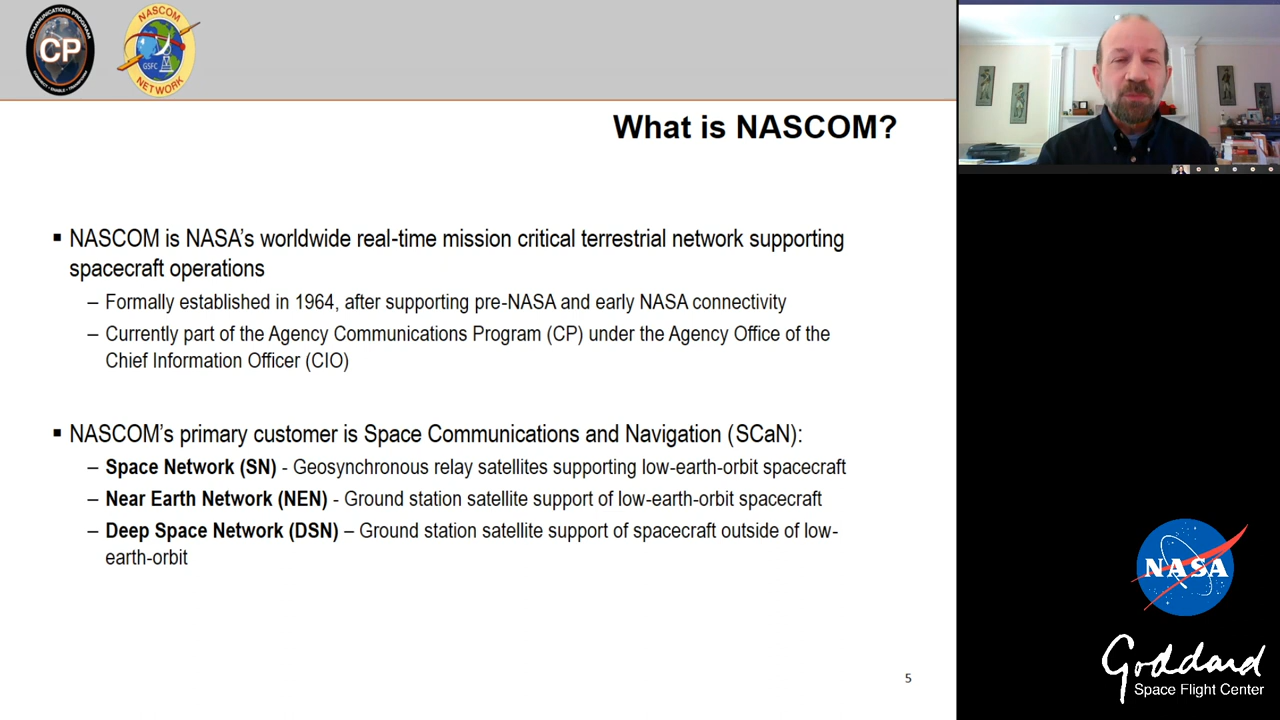 COMMUNICATIONS PROGRAM
CP
NASCOM
GSFC
NETWORK
What is NASCOM?
▪ NASCOM is NASA's worldwide real-time mission critical terrestrial network supporting
spacecraft operations
– Formally established in 1964, after supporting pre-NASA and early NASA connectivity
– Currently part of the Agency Communications Program (CP) under the Agency Office of the
Chief Information Officer (CIO)
▪ NASCOM's primary customer is Space Communications and Navigation (SCaN):
– Space Network (SN) - Geosynchronous relay satellites supporting low-earth-orbit spacecraft
– Near Earth Network (NEN) - Ground station satellite support of low-earth-orbit spacecraft
– Deep Space Network (DSN) – Ground station satellite support of spacecraft outside of low-
earth-orbit
5
NASA
Goddard
Space Flight Center